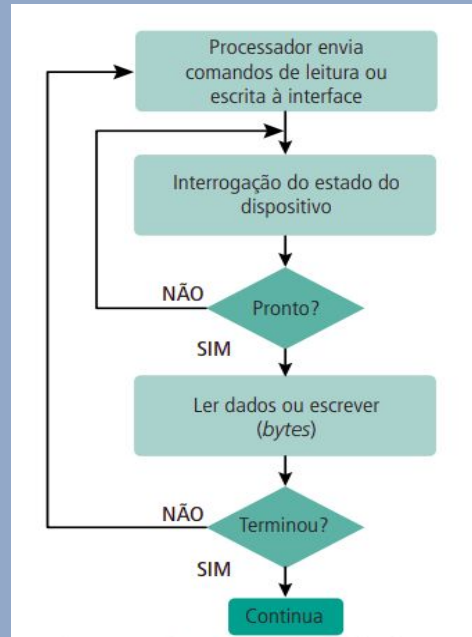 Processador envia
comandos de leitura ou
escrita à interface
Interrogação do estado do
dispositivo
NÃO
Pronto?
SIM
Ler dados ou escrever
(bytes)
NÃO
Terminou?
SIM
Continua